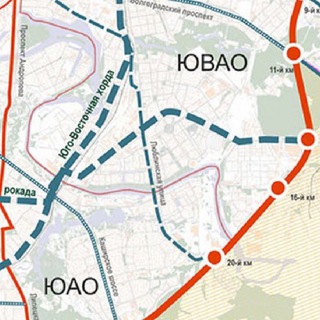 Волгоградский проспект
9-й к
ЮВАО
11-й км
Проспект Андропова
Юго-Восточная хорда
Люблинская улица
рокада
16-й км
Каширское шоссе
20-й км
ЮАО
Липецк